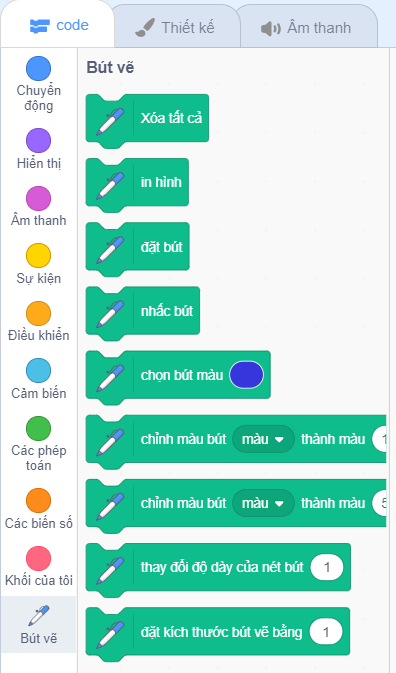 code Thiết kế Âm thanh
Bút vẽ
Chuyển
động
Hiển thị
Âm thanh
Sự kiện
Điều khiển
Cảm biến
Các phép
toán
Các biến số
Khối của tôi
Bút vẽ
Xóa tất cả
in hình
đặt bút
nhấc bút
chọn bút màu
chỉnh màu bút màu thành màu 1
chỉnh màu bút màu thành màu 5
thay đổi độ dày của nét bút 1
đặt kích thước bút vẽ bằng 1